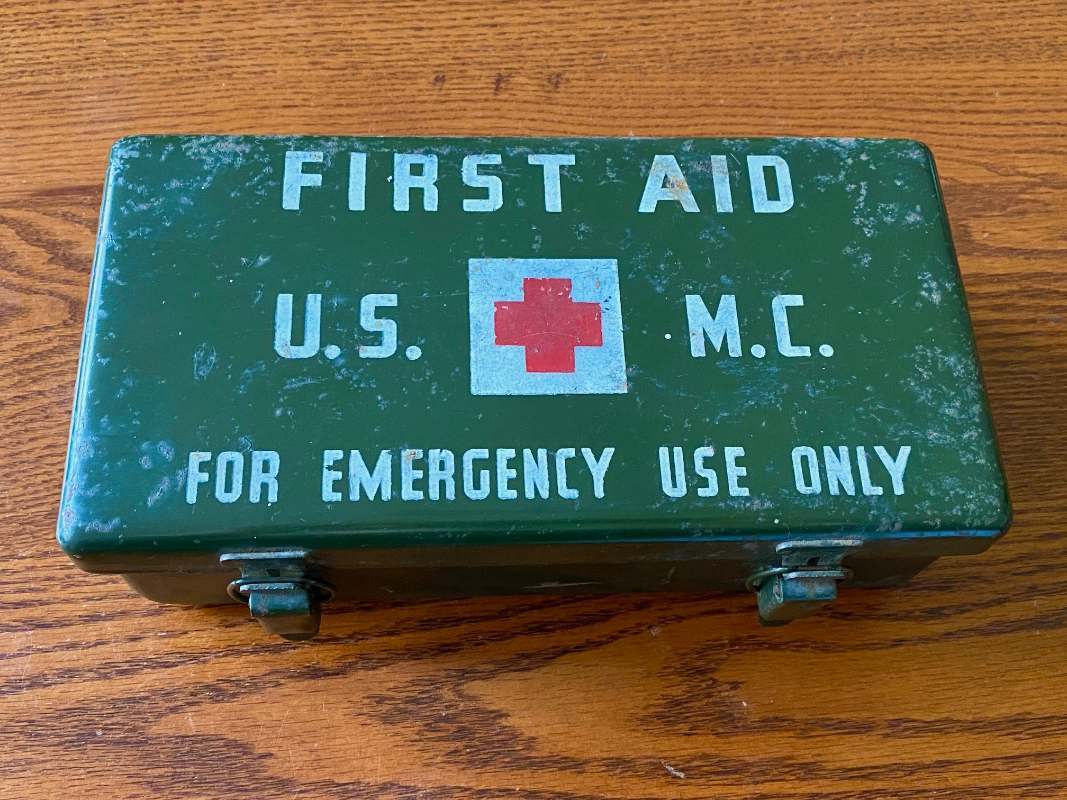 FIRST AID
U.S. M.C.
FOR EMERGENCY USE ONLY